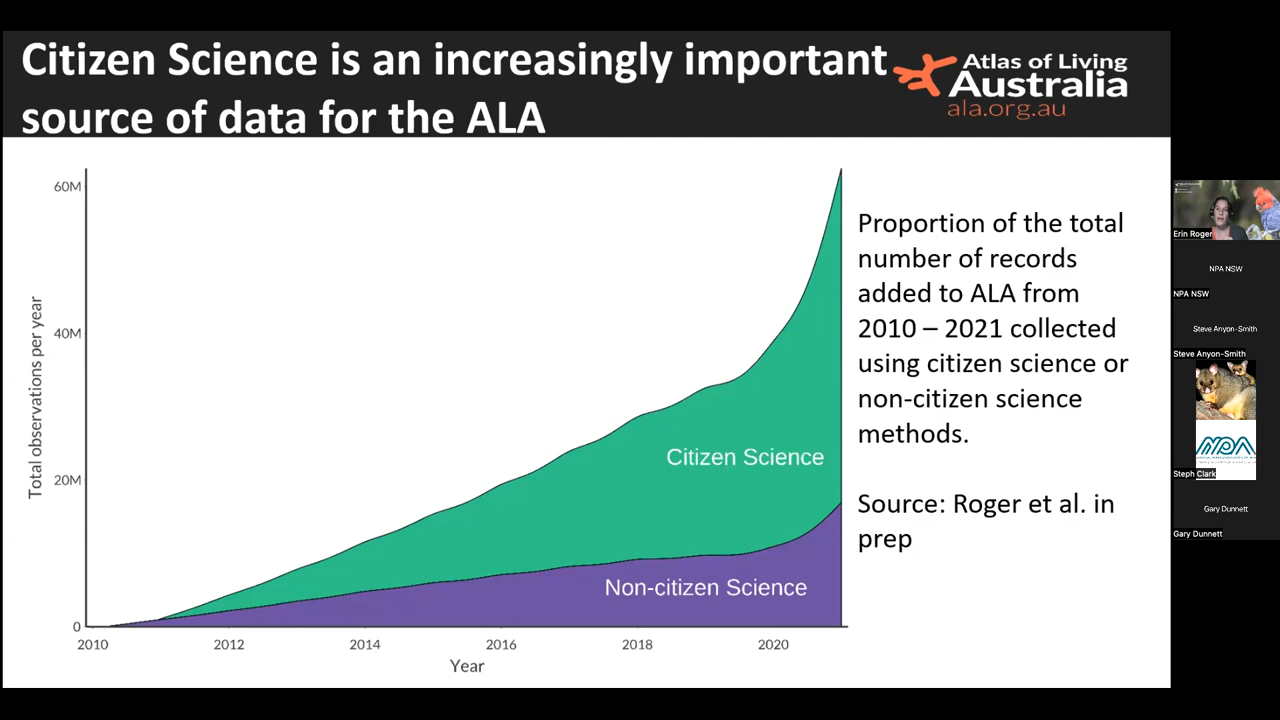 Citizen Science is an increasingly important
source of data for the ALA
Atlas of Living
Australia
ala.org.au
60M
40M
20M
0
Total observations per year
Citizen Science
Non-citizen Science
2010
2012
2014
2016
2018
2020
Year
Proportion of the total
number of records
added to ALA from
2010 – 2021 collected
using citizen science or
non-citizen science
methods.
Source: Roger et al. in
prep
Erin Roger
NPA NSW
NPA NSW
Steve Anyon-Smith
Steve Anyon-Smith
NPA
Steph Clark
Gary Dunnett
Gary Dunnett